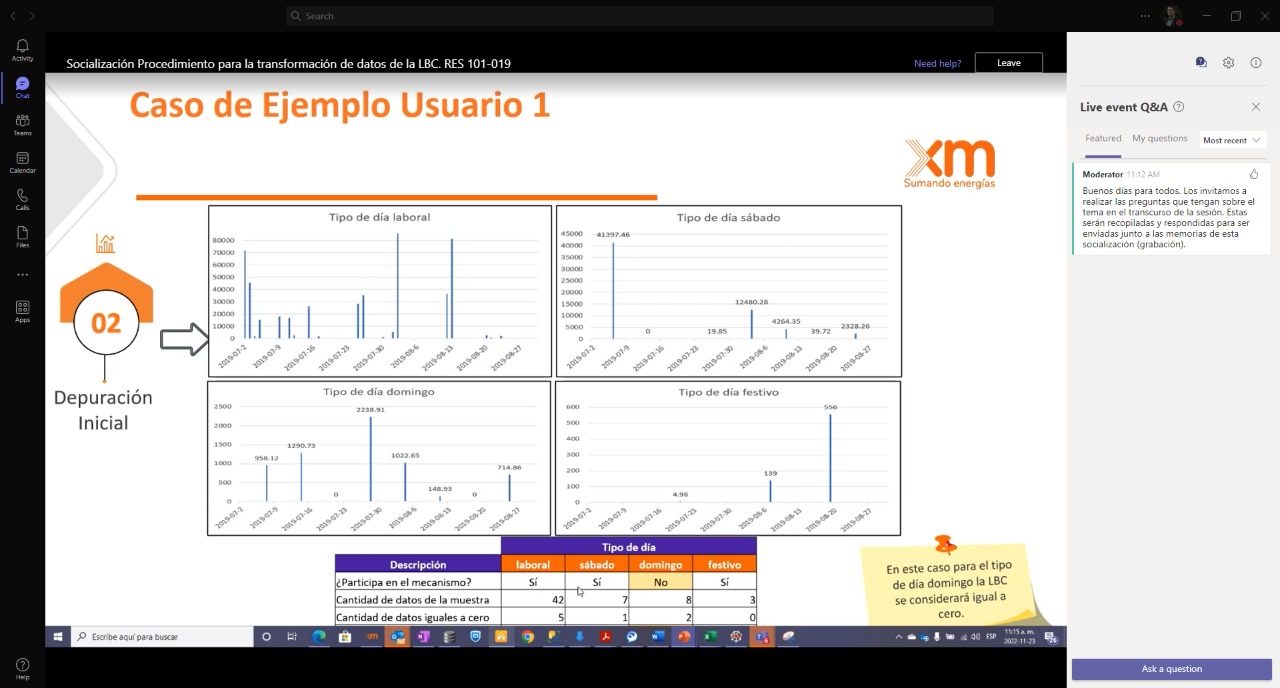 Search
Activity
Chat
Teams
Calendar
Calls
Files
Apps
Help
Socialización Procedimiento para la transformación de datos de la LBC. RES 101-019
Need help?
Leave
Caso de Ejemplo Usuario 1
xm
Sumando energías
02
Depuración
Inicial
Tipo de día laboral
80000
70000
60000
50000
40000
30000
20000
10000
0
2019-07-2
2019-07-9
2019-07-16
2019-07-23
2019-07-30
2019-08-6
2019-08-13
2019-08-20
2019-08-27
Tipo de día sábado
45000
40000
35000
30000
25000
20000
15000
10000
5000
0
41397.46
0
19.85
12480.28
4264.35
39.72
2328.26
2019-07-2
2019-07-9
2019-07-16
2019-07-23
2019-07-30
2019-08-6
2019-08-13
2019-08-20
2019-08-27
Tipo de día domingo
2500
2000
1500
1000
500
0
958.12
1290.73
0
2238.91
1022.65
148.93
0
714.86
2019-07-2
2019-07-9
2019-07-16
2019-07-23
2019-07-30
2019-08-6
2019-08-13
2019-08-20
2019-08-27
Tipo de día festivo
600
500
400
300
200
100
0
4.96
139
556
2019-07-2
2019-07-9
2019-07-16
2019-07-23
2019-07-30
2019-08-6
2019-08-13
2019-08-20
2019-08-27
Tipo de día
Descripción laboral sábado domingo festivo
¿Participa en el mecanismo? Sí Sí No Sí
Cantidad de datos de la muestra 42 7 8 3
Cantidad de datos iguales a cero 5 1 2 0
En este caso para el tipo
de día domingo la LBC
se considerará igual a
cero.
Escribe aquí para buscar
ESP
11:15 a. m.
2022-11-23
Live event Q&A
Featured My questions Most recent
Moderator 11:12 AM
Buenos días para todos. Los invitamos a
realizar las preguntas que tengan sobre el
tema en el transcurso de la sesión. Estas
serán recopiladas y respondidas para ser
enviadas junto a las memorias de esta
socialización (grabación).
Ask a question